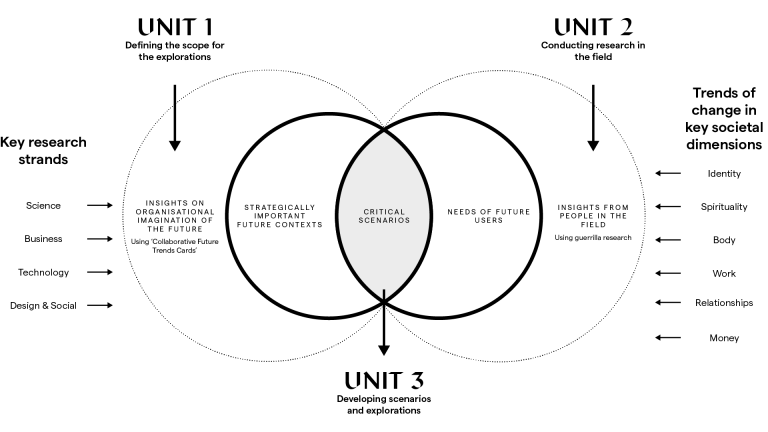 UNIT 1
Defining the scope for
the explorations
UNIT 2
Conducting research in
the field
Key research
strands
Science
Business
Technology
Design & Social
INSIGHTS ON
ORGANISATIONAL
IMAGINATION OF
THE FUTURE
Using 'Collaborative Future
Trends Cards'
STRATEGICALLY
IMPORTANT
FUTURE CONTEXTS
CRITICAL
SCENARIOS
NEEDS OF FUTURE
USERS
INSIGHTS FROM
PEOPLE IN THE
FIELD
Using guerrilla research
Trends of
change in
key societal
dimensions
Identity
Spirituality
Body
Work
Relationships
Money
UNIT 3
Developing scenarios
and explorations